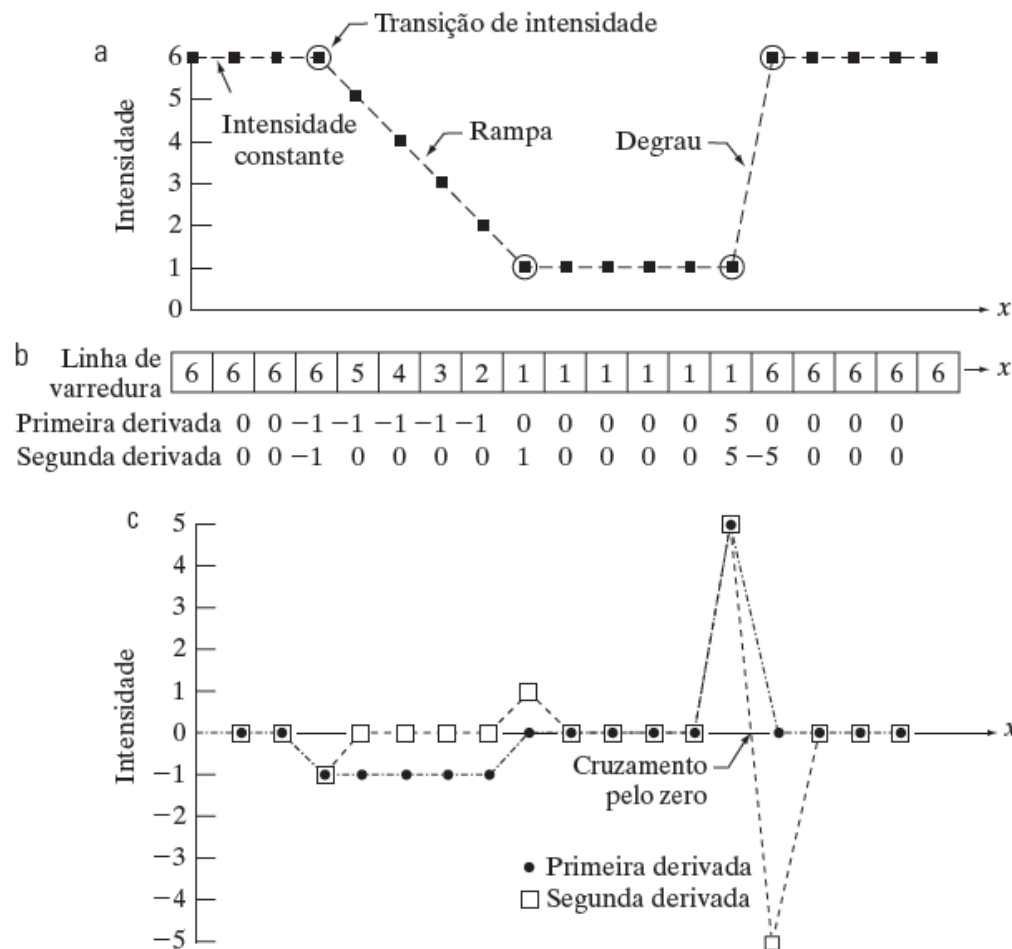 a
Transição de intensidade
6
5
4
3
2
1
0
Intensidade
Intensidade
constante
Rampa
Degrau
x
b
Linha de
varredura
6 6 6 6 5 4 3 2 1 1 1 1 1 1 6 6 6 6 6
x
Primeira derivada 0 0 −1 −1 −1 −1 −1 0 0 0 0 0 5 0 0 0 0
Segunda derivada 0 0 −1 0 0 0 0 1 0 0 0 0 5 −5 0 0 0
c
5
4
3
2
1
0
−1
−2
−3
−4
−5
Intensidade
x
Cruzamento
pelo zero
Primeira derivada
Segunda derivada